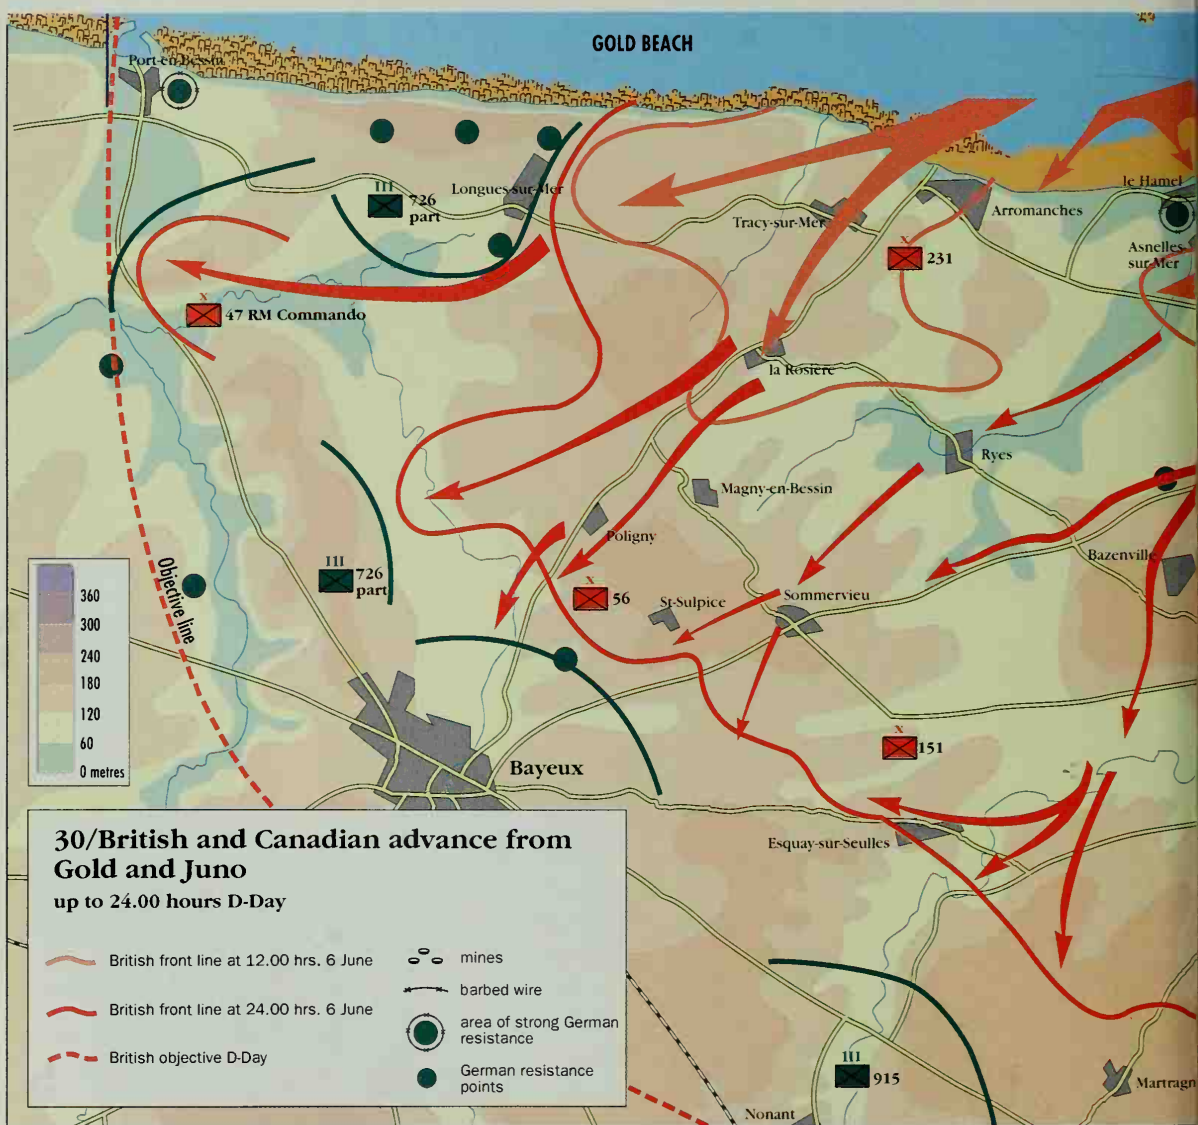 GOLD BEACH
Port-en-Bessin
le Hamel
III
726
part
Longues-sur-Mer
Tracy-sur-Mer
Arromanches
Asnelles-
sur-Mer
X
231
X
47 RM Commando
la Rosière
Ryes
Magny-en-Bessin
Poligny
Bazenville
Objective line
III
726
part
X
56
St-Sulpice
Sommervieu
360
300
240
180
120
60
0 metres
X
151
Bayeux
Esquay-sur-Seulles
30/British and Canadian advance from
Gold and Juno
up to 24.00 hours D-Day
British front line at 12.00 hrs. 6 June
British front line at 24.00 hrs. 6 June
British objective D-Day
mines
barbed wire
area of strong German
resistance
German resistance
points
III
915
Martragn
Nonant